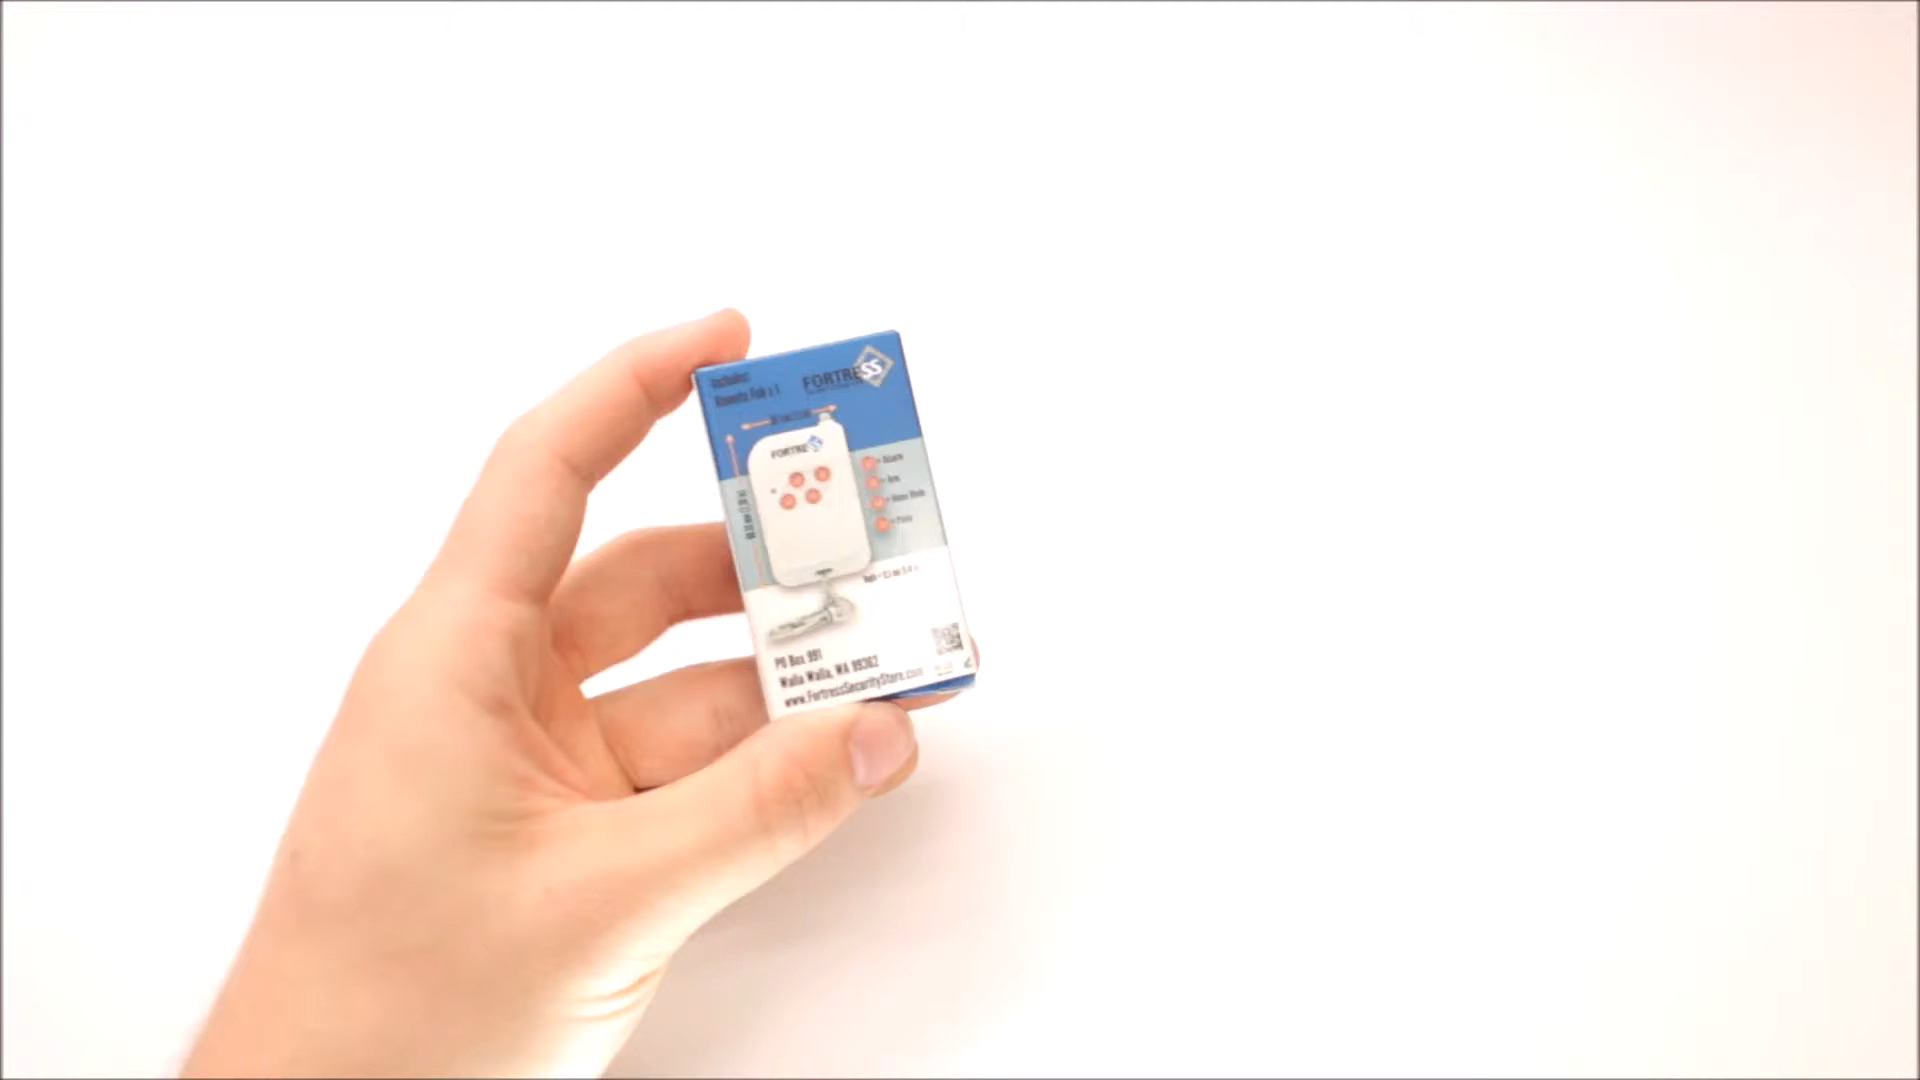 Includes:
Remote Fob x 1
FORTRESS
FORTRESS
= Disarm
= Arm
= Home Mode
= Panic
PO Box 991
Walla Walla, WA 99362
www.FortressSecurityStore.com